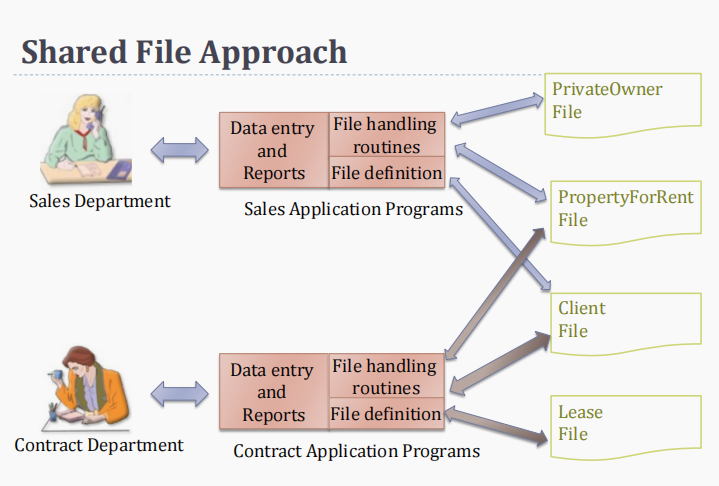 Shared File Approach
PrivateOwner
File
Data entry
and
Reports
File handling
routines
File definition
Sales Department
Sales Application Programs
PropertyForRent
File
Client
File
Data entry
and
Reports
File handling
routines
File definition
Contract Department
Contract Application Programs
Lease
File